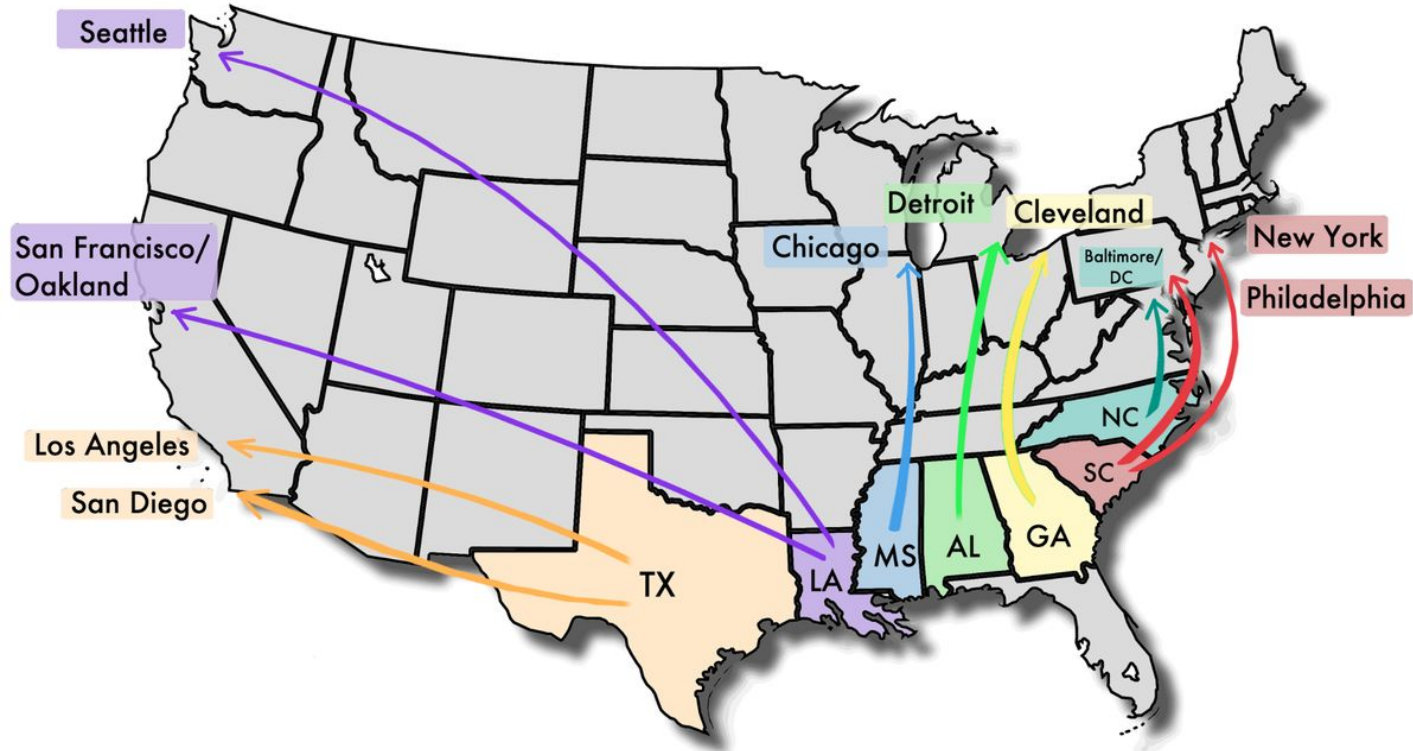 Seattle
San Francisco/
Oakland
Los Angeles
San Diego
Chicago
Detroit
Cleveland
Baltimore/
DC
New York
Philadelphia
TX
LA
MS
AL
GA
SC
NC